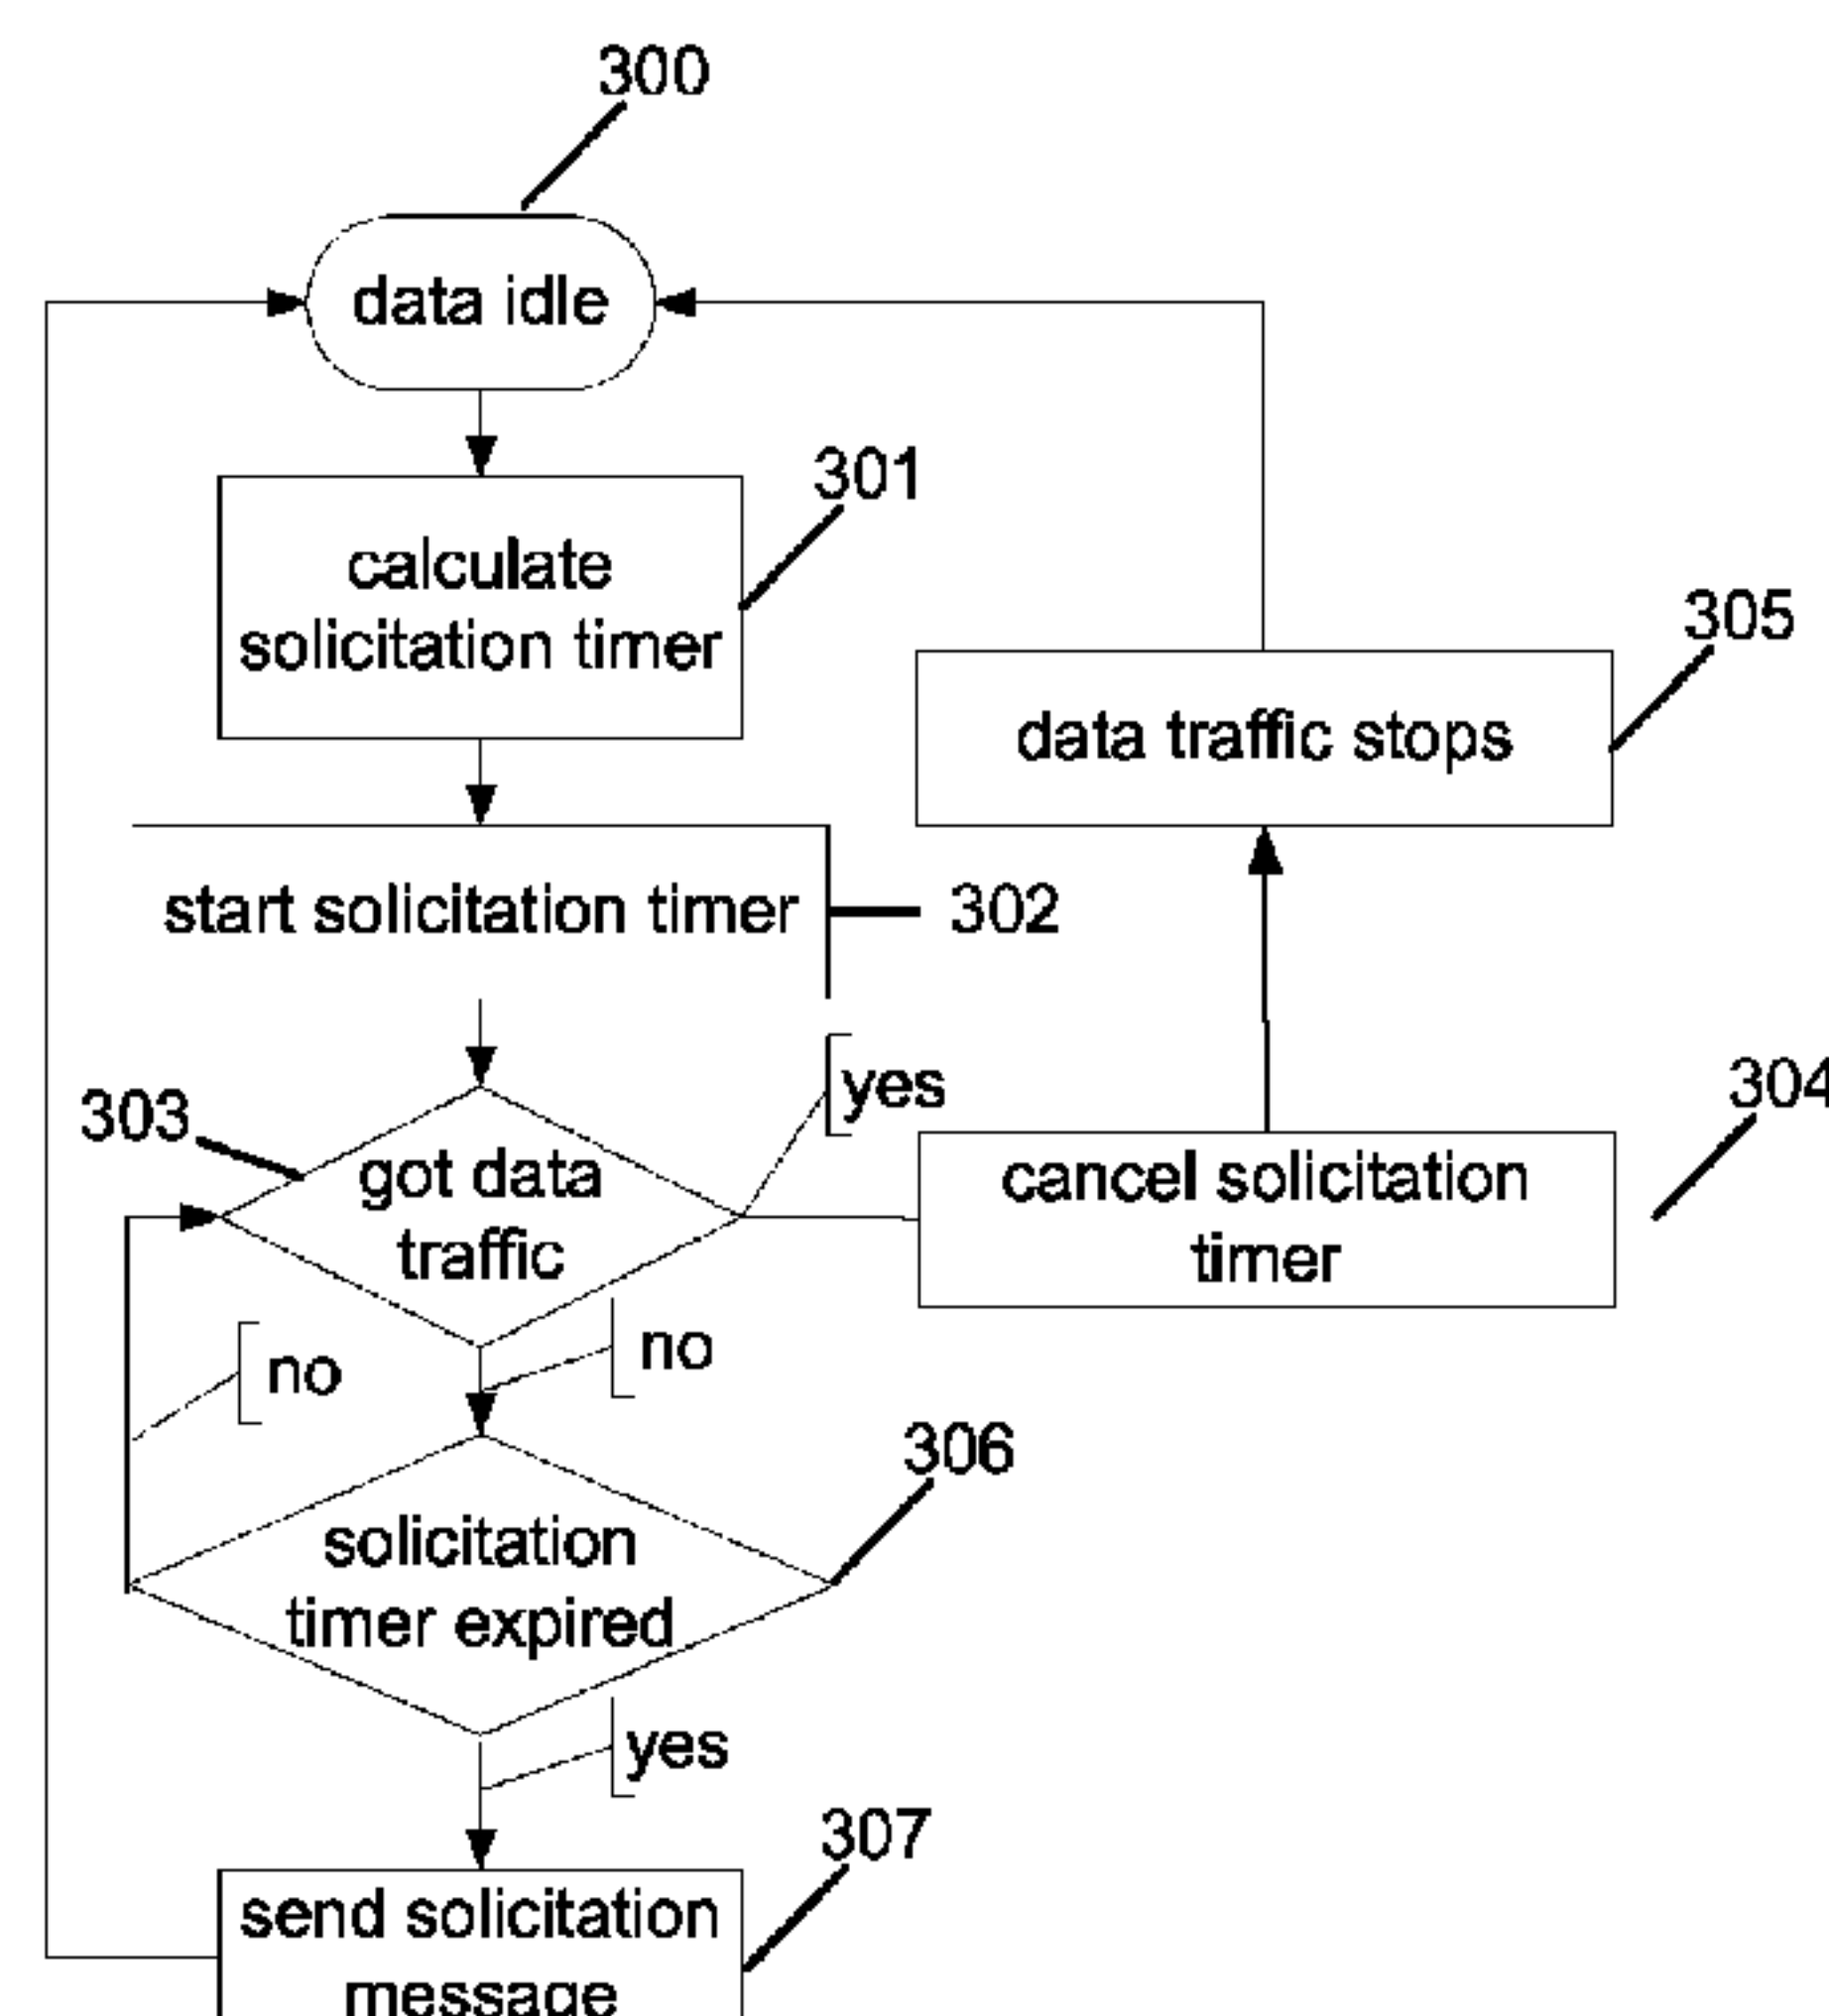 300
data idle
301
calculate
solicitation timer
305
data traffic stops
start solicitation timer
302
yes
303
304
got data
traffic
cancel solicitation
timer
no
no
306
solicitation
timer expired
yes
307
send solicitation
message